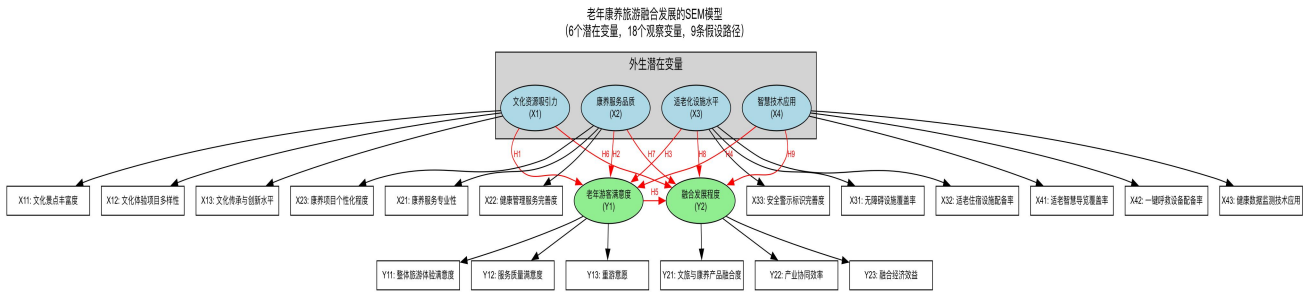 老年康养旅游融合发展的SEM模型
(6个潜在变量，18个观察变量，9条假设路径)
外生潜在变量
文化资源吸引力
(X1)
康养服务品质
(X2)
适老化设施水平
(X3)
智慧技术应用
(X4)
H1
H6
H2
H7
H3
H8
H4
H9
X11: 文化景点丰富度
X12: 文化体验项目多样性
X13: 文化传承与创新水平
X23: 康养项目个性化程度
X21: 康养服务专业性
X22: 健康管理服务完善度
老年游客满意度
(Y1)
H5
融合发展程度
(Y2)
X33: 安全警示标识完善度
X31: 无障碍设施覆盖率
X32: 适老住宿设施配备率
X41: 适老智慧导览覆盖率
X42: 一键呼救设备配备率
X43: 健康数据监测技术应用
Y11: 整体旅游体验满意度
Y12: 服务质量满意度
Y13: 重游意愿
Y21: 文旅与康养产品融合度
Y22: 产业协同效率
Y23: 融合经济效益